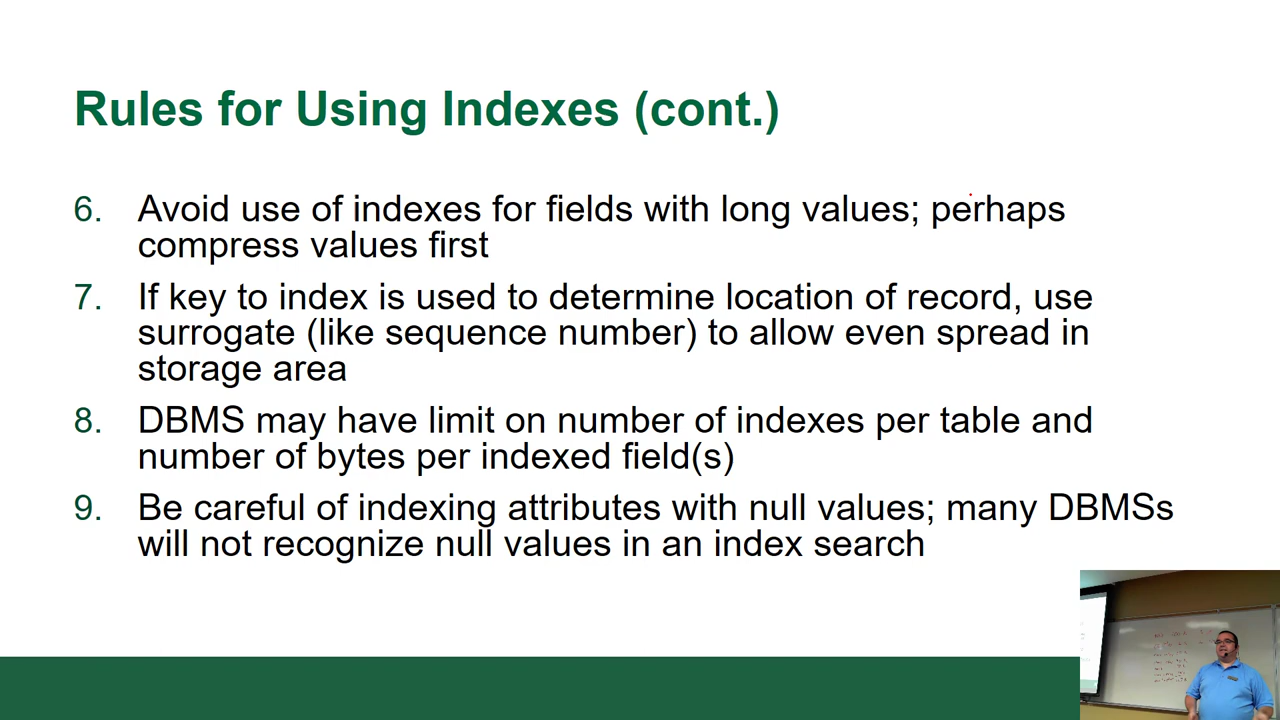 Rules for Using Indexes (cont.)
6. Avoid use of indexes for fields with long values; perhaps
compress values first
7. If key to index is used to determine location of record, use
surrogate (like sequence number) to allow even spread in
storage area
8. DBMS may have limit on number of indexes per table and
number of bytes per indexed field(s)
9. Be careful of indexing attributes with null values; many DBMSs
will not recognize null values in an index search